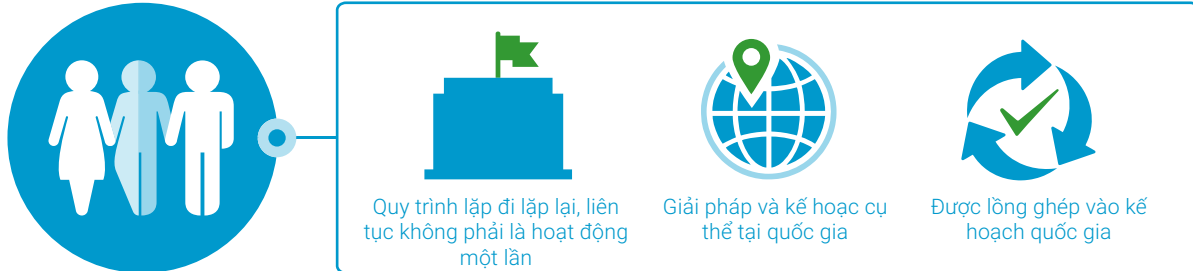 Quy trình lặp đi lặp lại, liên
tục không phải là hoạt động
một lần
Giải pháp và kế hoạc cụ
thể tại quốc gia
Được lồng ghép vào kế
hoạch quốc gia